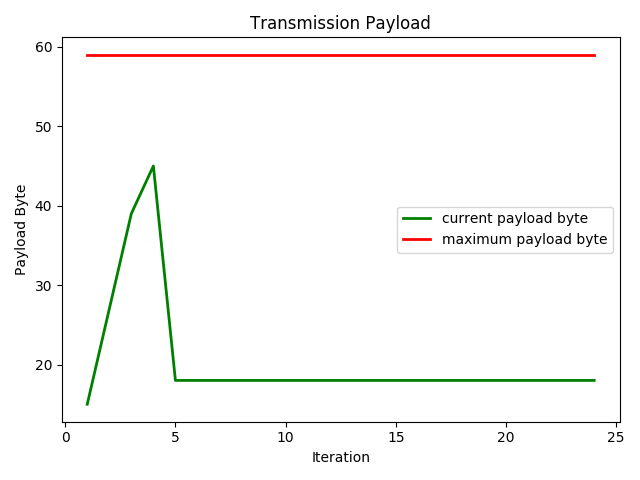 Transmission Payload
60
50
40
30
20
Payload Byte
current payload byte
maximum payload byte
0
5
10
15
20
25
Iteration